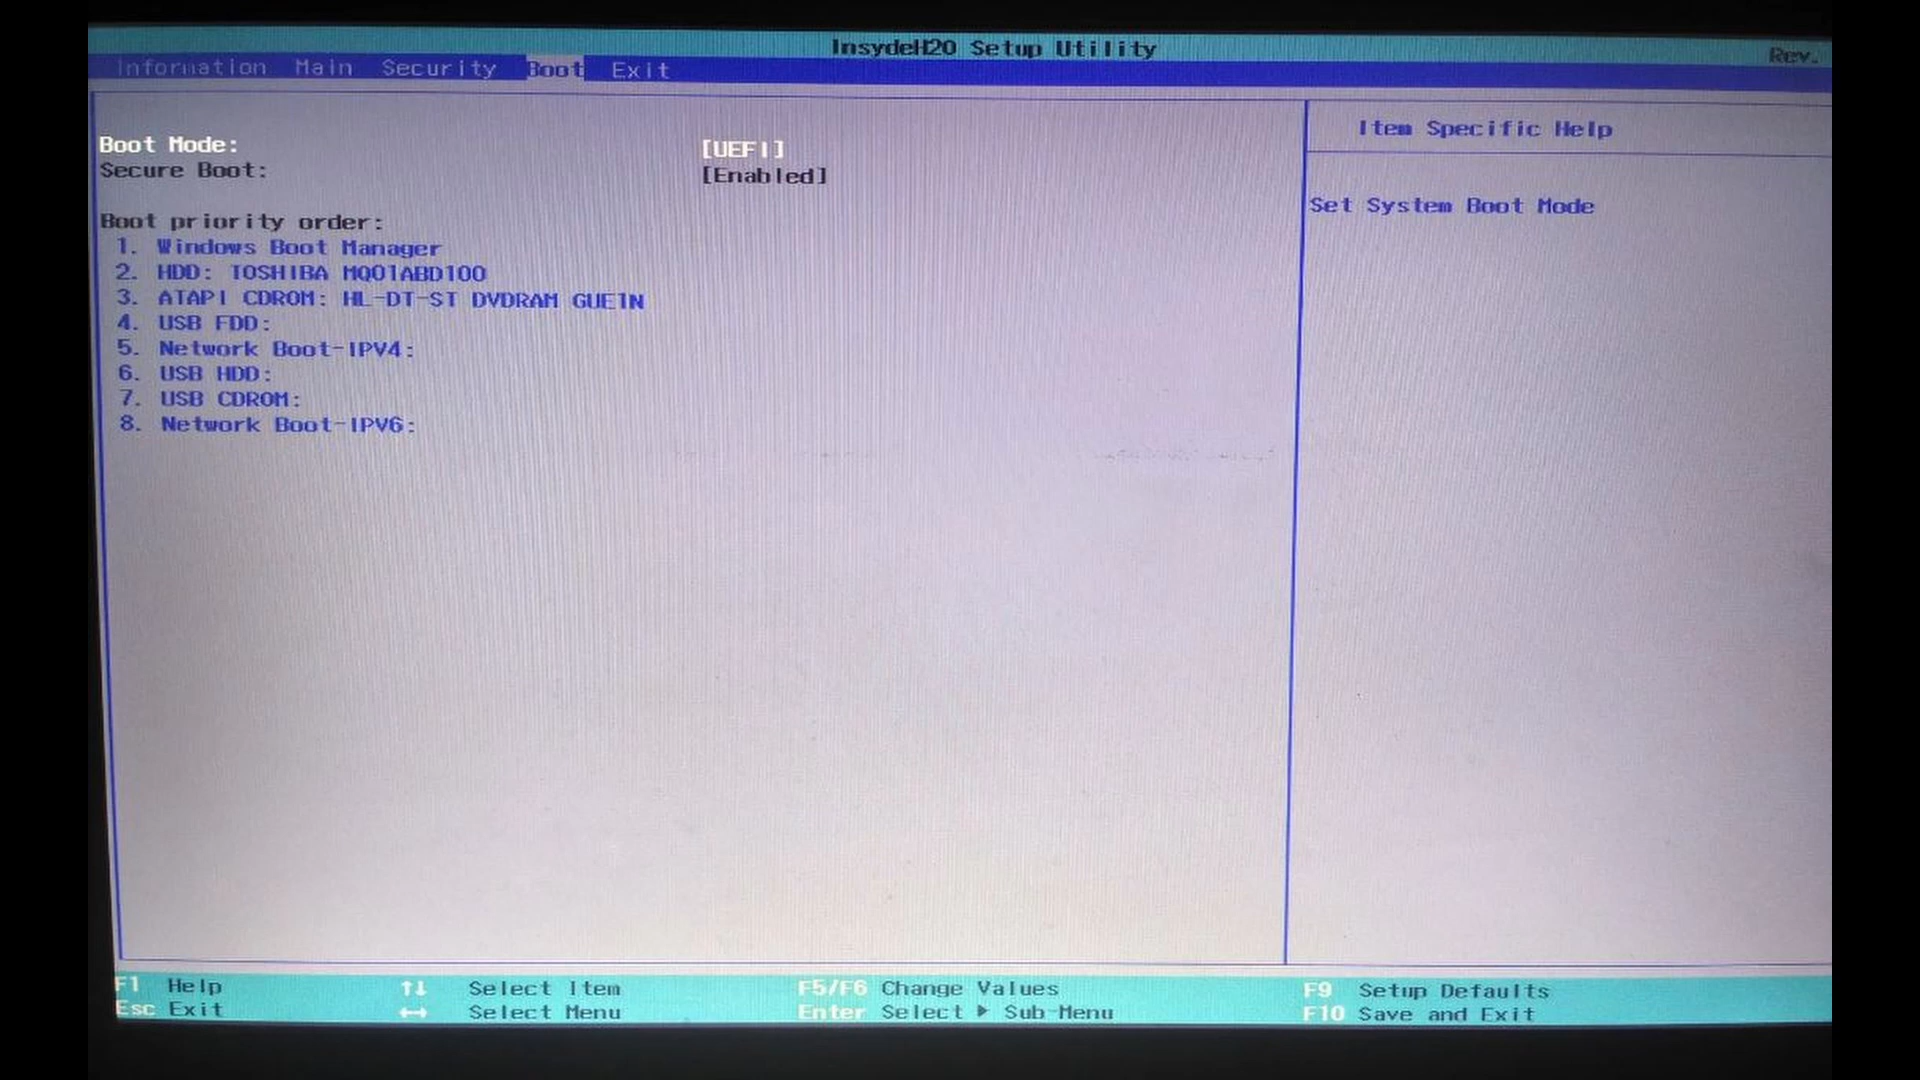 InsydeH20 Setup Utility
Rev.
Information Main Security Boot Exit
Item Specific Help
Boot Mode: [UEFI]
Secure Boot: [Enabled]
Set System Boot Mode
Boot priority order:
1. Windows Boot Manager
2. HDD: TOSHIBA MQ01ABD100
3. ATAPI CDROM: HL-DT-ST DVDRAM GUE1N
4. USB FDD:
5. Network Boot-IPV4:
6. USB HDD:
7. USB CDROM:
8. Network Boot-IPV6:
F1 Help ↑↓ Select Item F5/F6 Change Values F9 Setup Defaults
Esc Exit ↔ Select Menu Enter Select ▶ Sub-Menu F10 Save and Exit